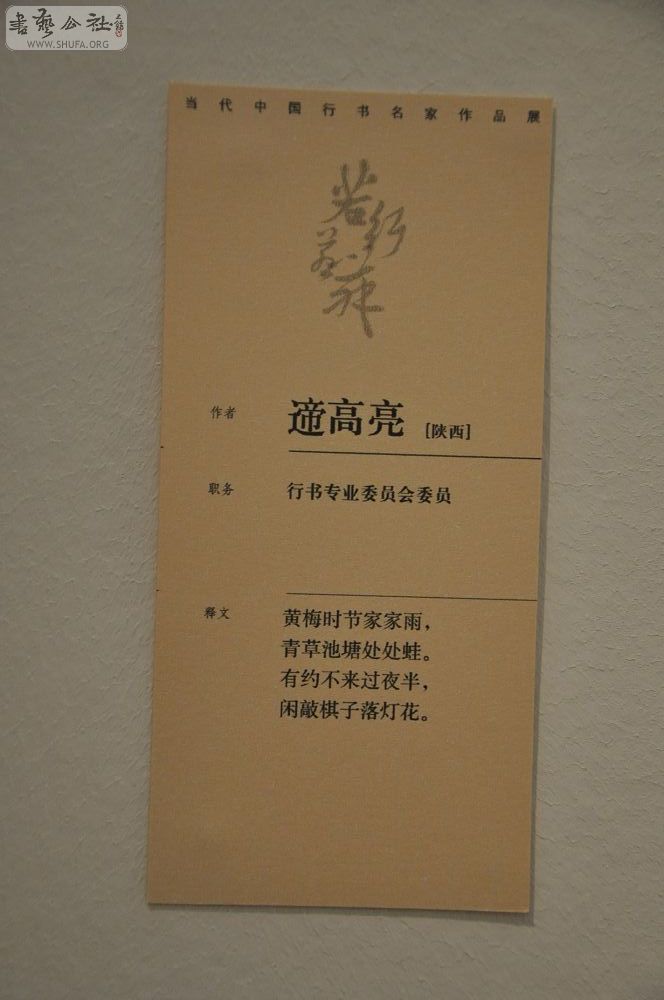 書藝公社
WWW.SHUFA.ORG
当代中国行书名家作品展
作者 遆高亮 [陕西]
职务 行书专业委员会委员
释文 黄梅时节家家雨，
青草池塘处处蛙。
有约不来过夜半，
闲敲棋子落灯花。